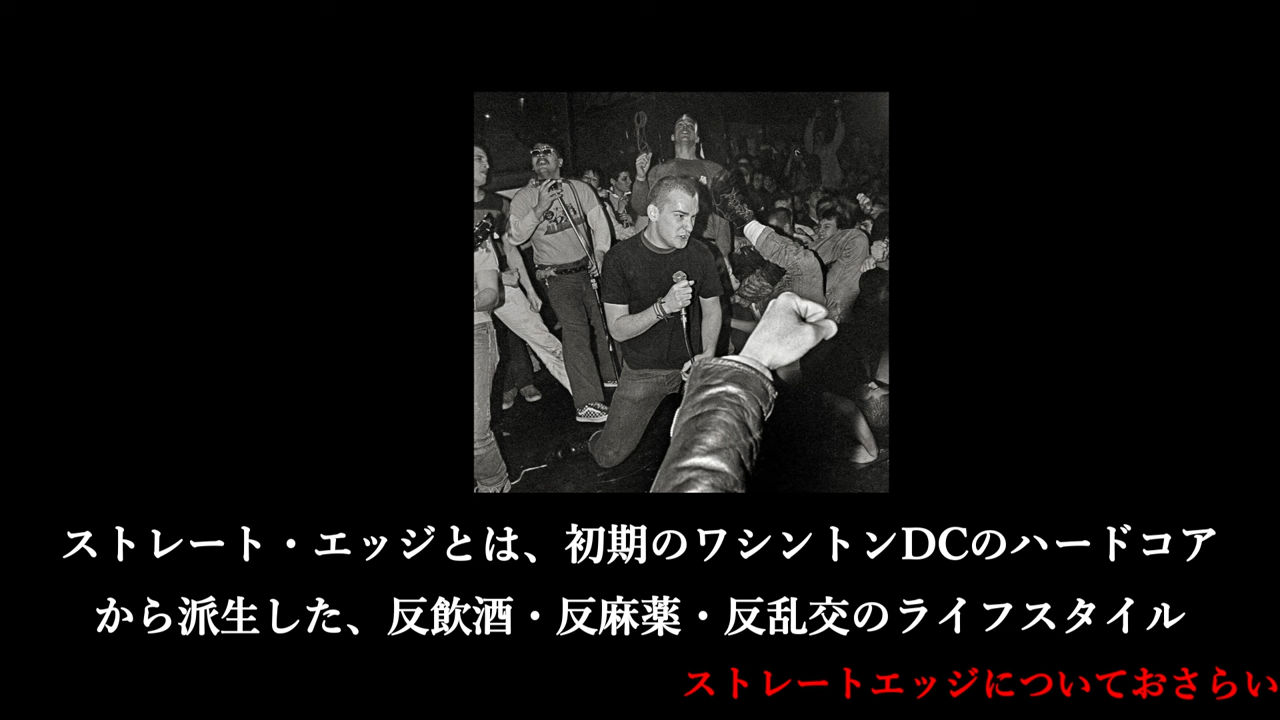 ストレート・エッジとは、初期のワシントンDCのハードコア
から派生した、反飲酒・反麻薬・反乱交のライフスタイル
ストレートエッジについておさらい